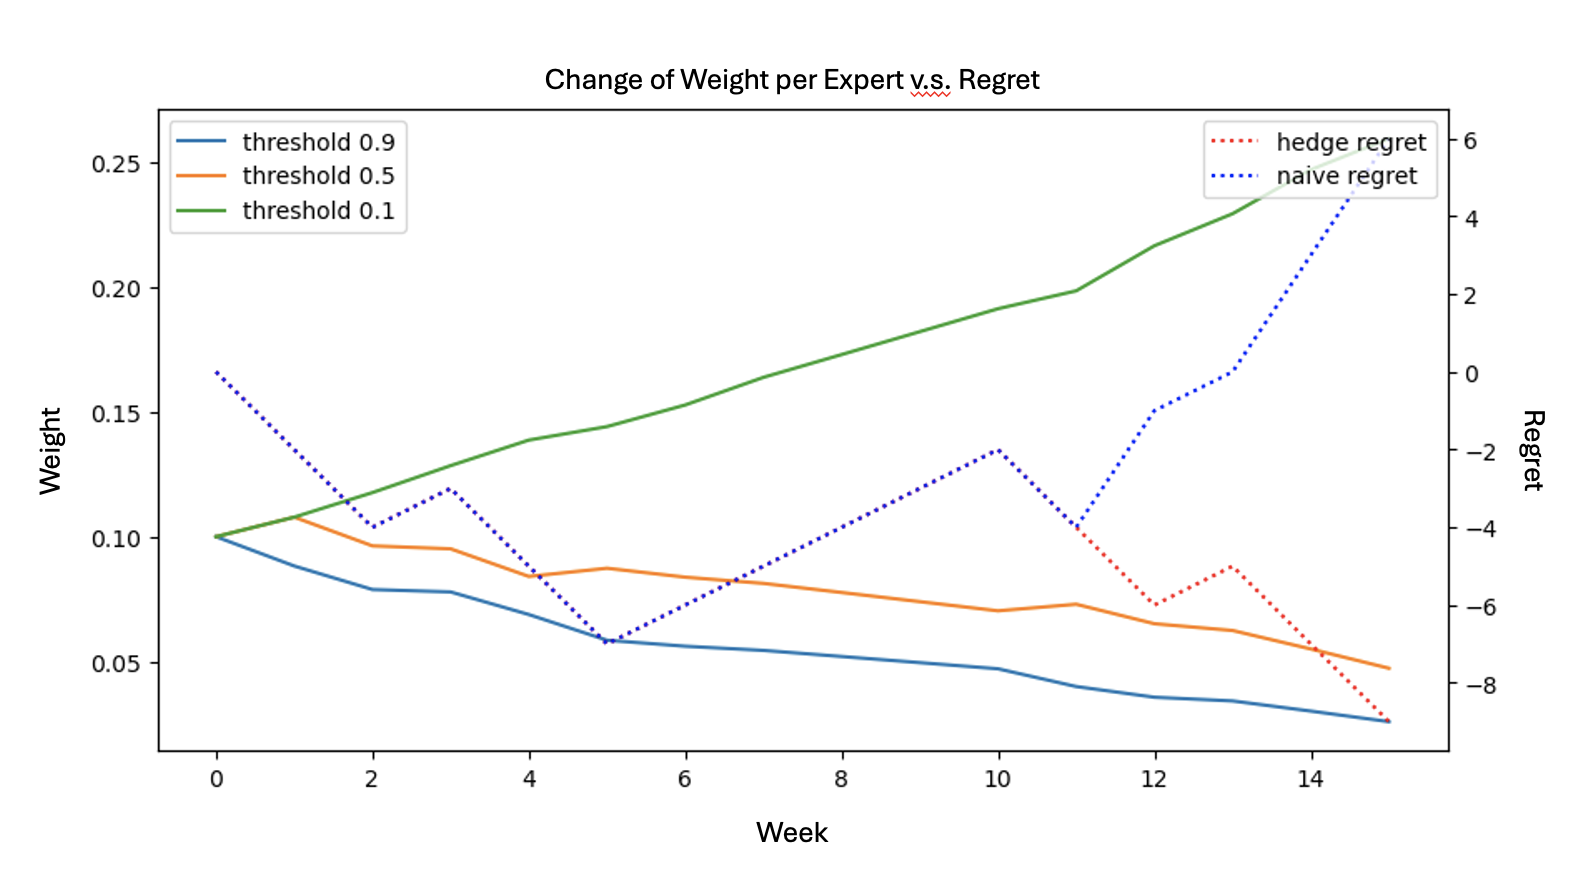 Change of Weight per Expert v.s. Regret
threshold 0.9
threshold 0.5
threshold 0.1
hedge regret
naive regret
0.25
0.20
0.15
0.10
0.05
Weight
6
4
2
0
−2
−4
−6
−8
Regret
0 2 4 6 8 10 12 14
Week